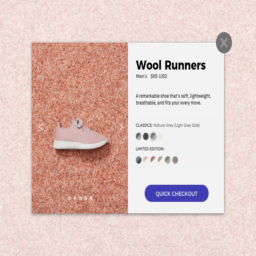 X
Wool Runners
Men's $95 USD
A remarkable shoe that's soft, lightweight,
breathable, and fits your every move.
CLASSICS: Natural Grey (Light Grey Sole)
LIMITED EDITION:
QUICK CHECKOUT